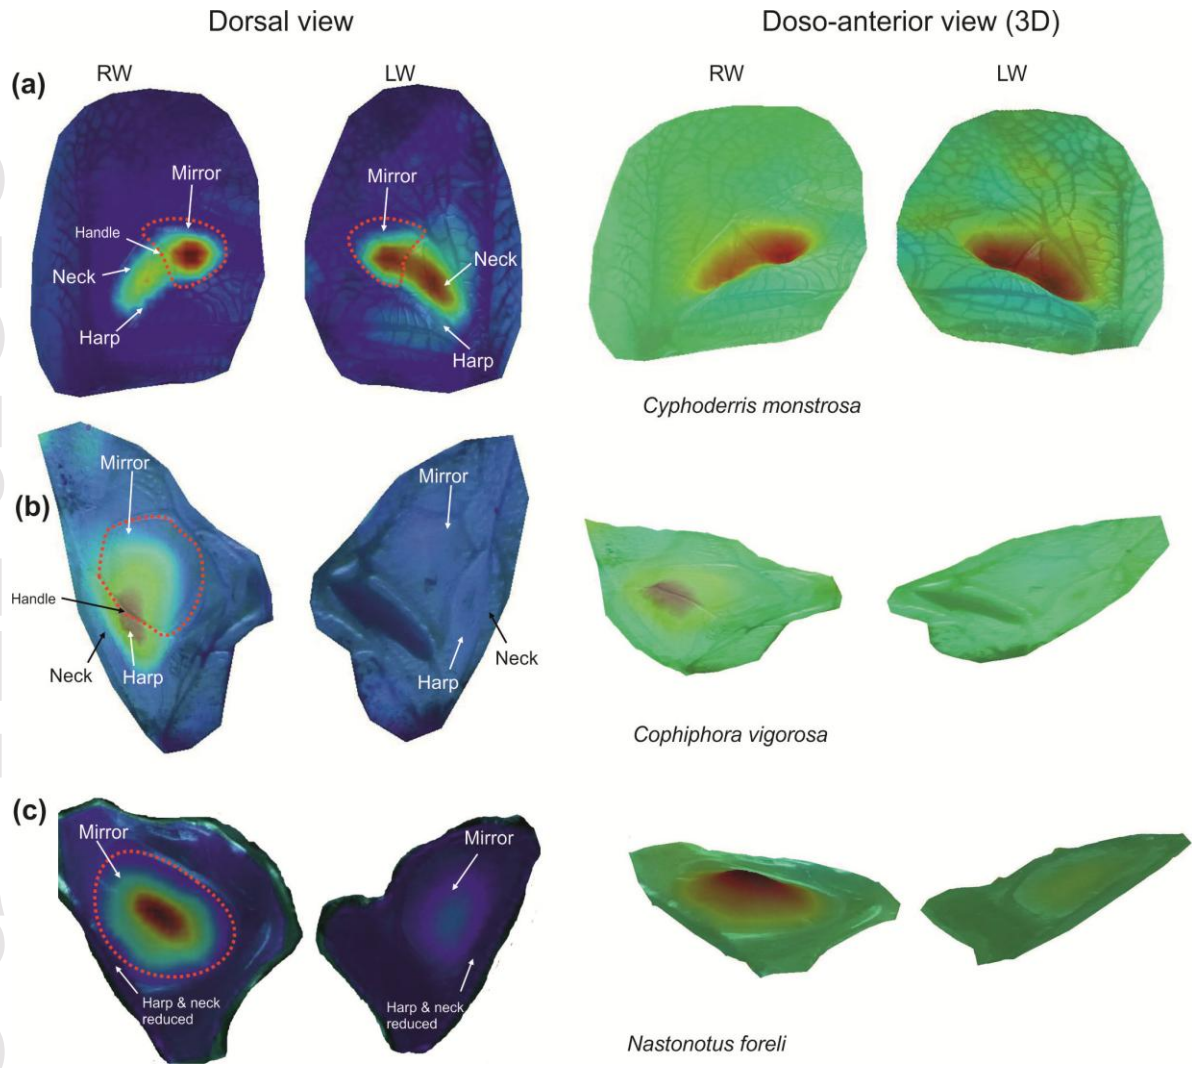 Dorsal view
Doso-anterior view (3D)
(a)
RW
LW
RW
LW
Mirror
Mirror
Handle
Neck
Neck
Harp
Harp
Cyphoderris monstrosa
(b)
Mirror
Mirror
Handle
Neck
Harp
Harp
Neck
Cophiphora vigorosa
(c)
Mirror
Mirror
Harp & neck
reduced
Harp & neck
reduced
Nastonotus foreli